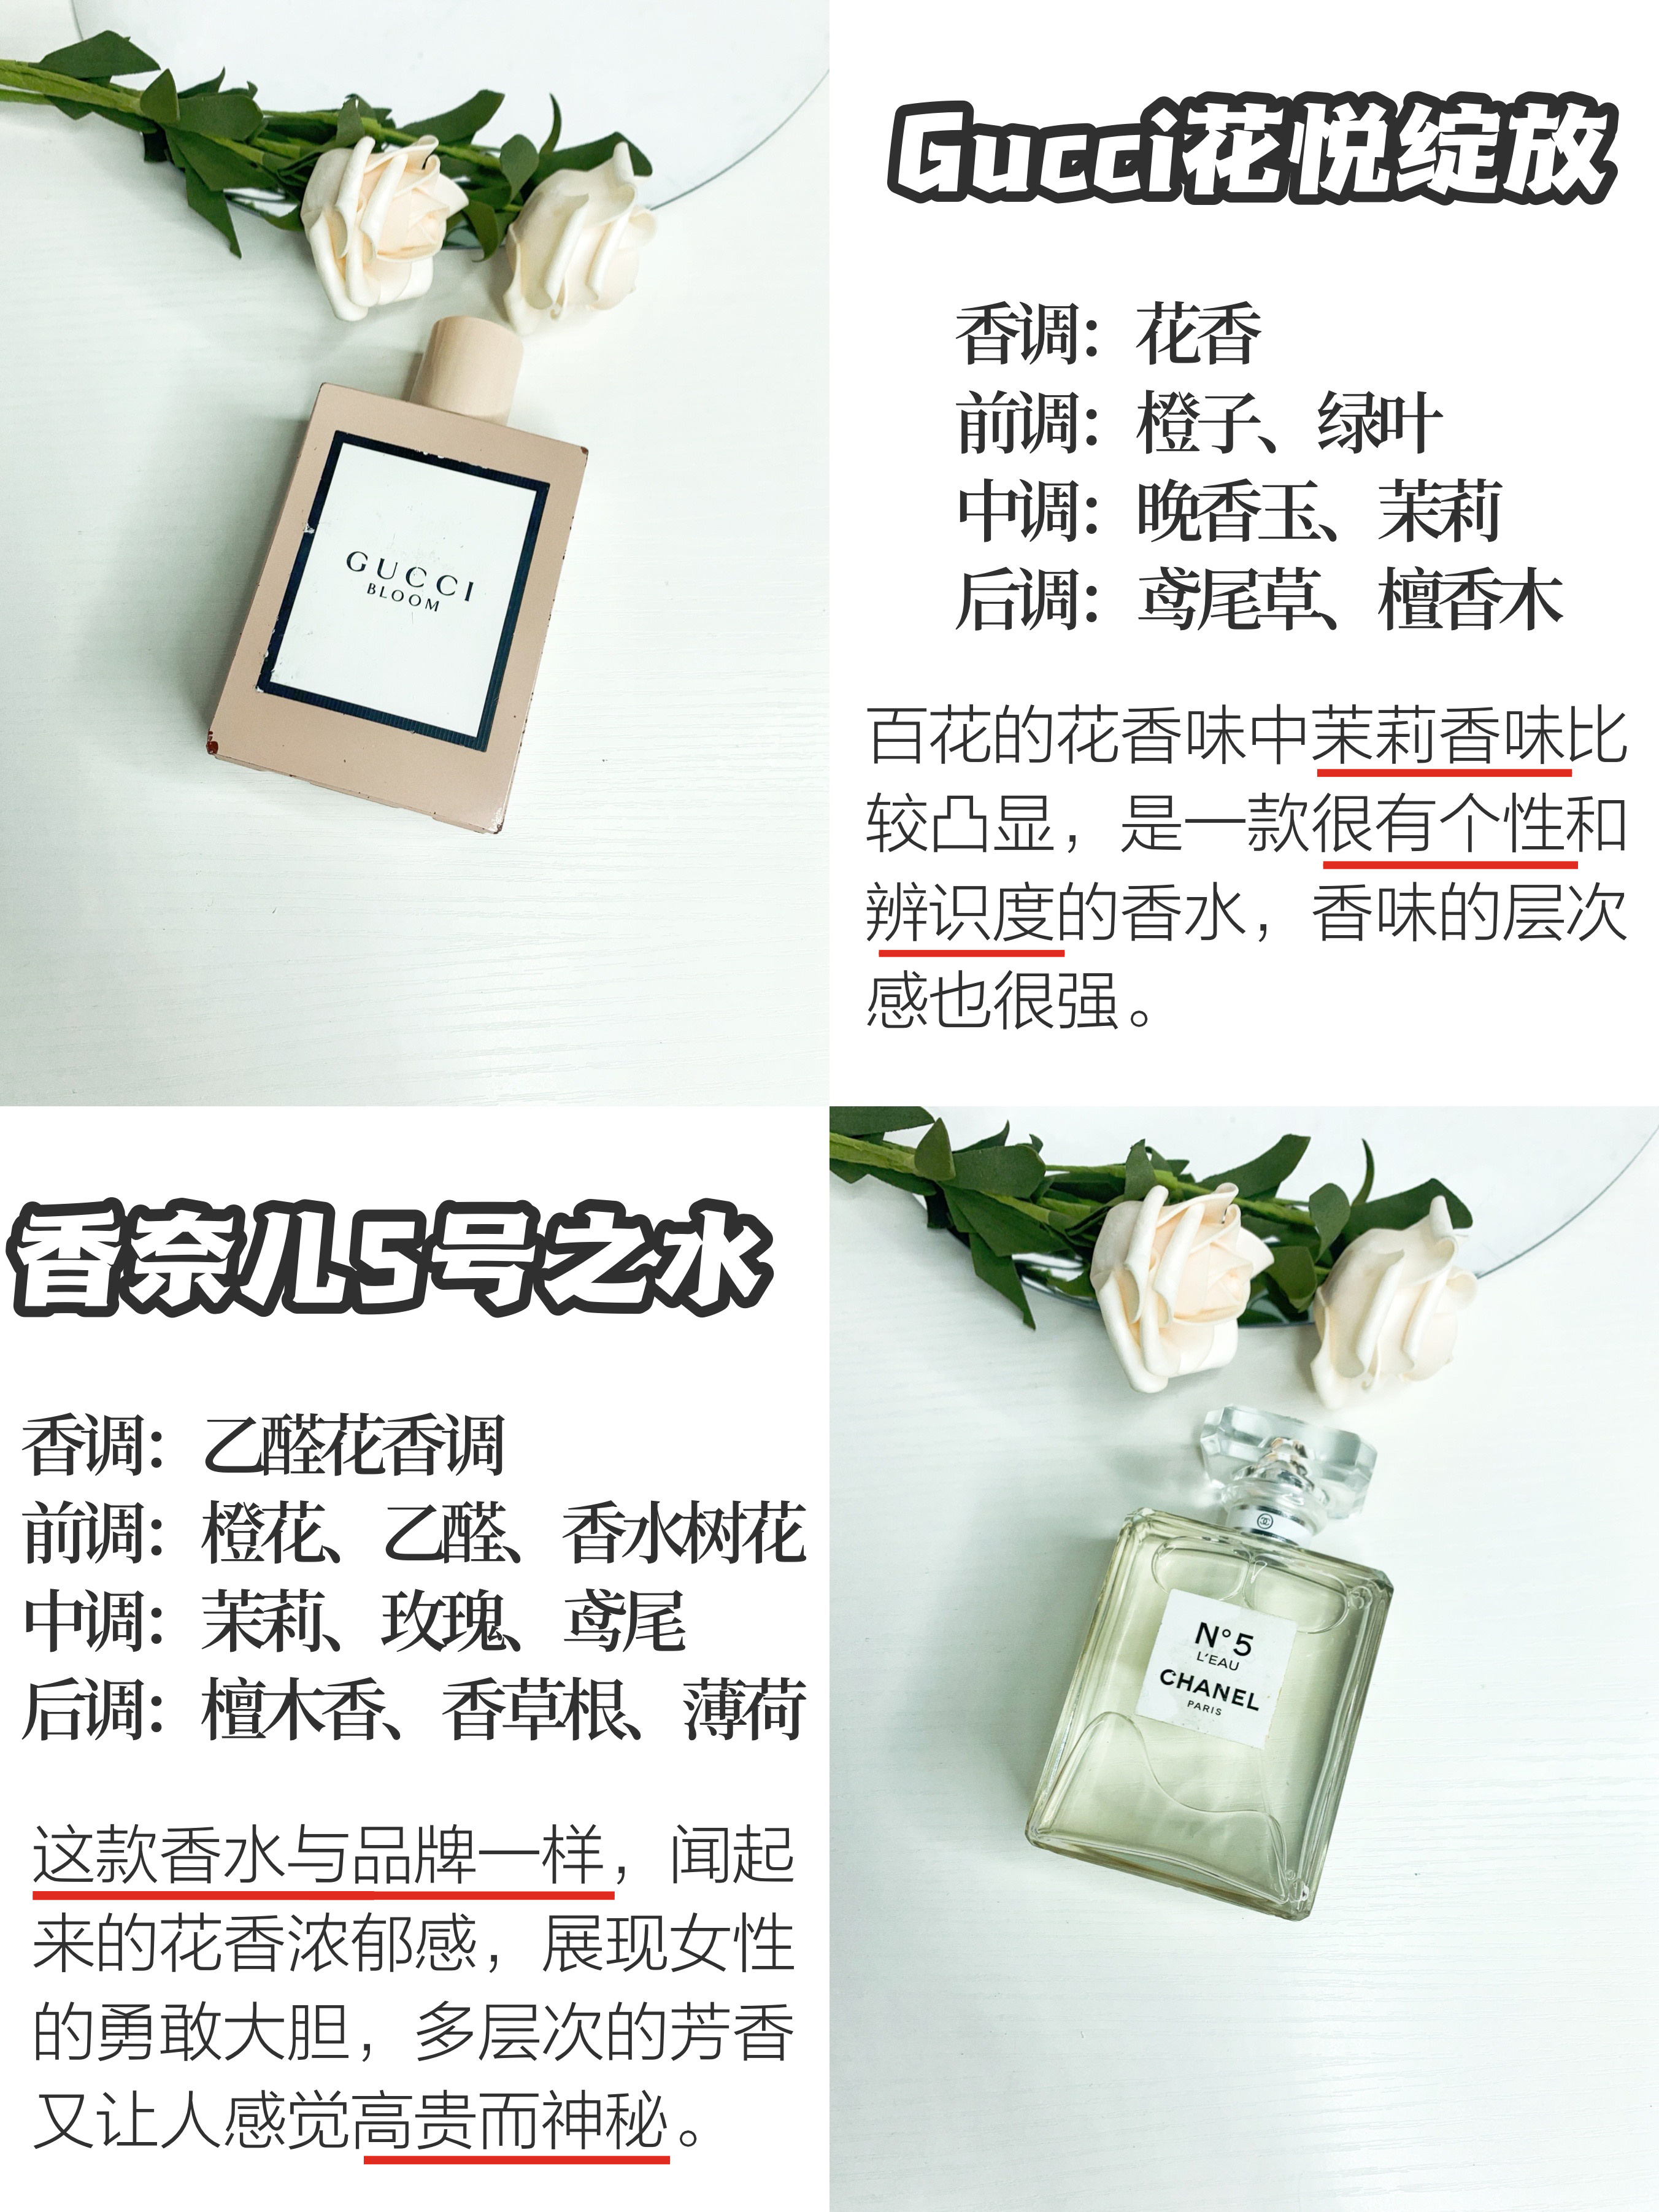 GUCCI
BLOOM
Gucci花悦绽放
香调：花香
前调：橙子、绿叶
中调：晚香玉、茉莉
后调：鸢尾草、檀香木
百花的花香味中茉莉香味比
较凸显，是一款很有个性和
辨识度的香水，香味的层次
感也很强。
香奈儿5号之水
香调：乙醛花香调
前调：橙花、乙醛、香水树花
中调：茉莉、玫瑰、鸢尾
后调：檀木香、香草根、薄荷
这款香水与品牌一样，闻起
来的花香浓郁感，展现女性
的勇敢大胆，多层次的芳香
又让人感觉高贵而神秘。
N°5
L'EAU
CHANEL
PARIS